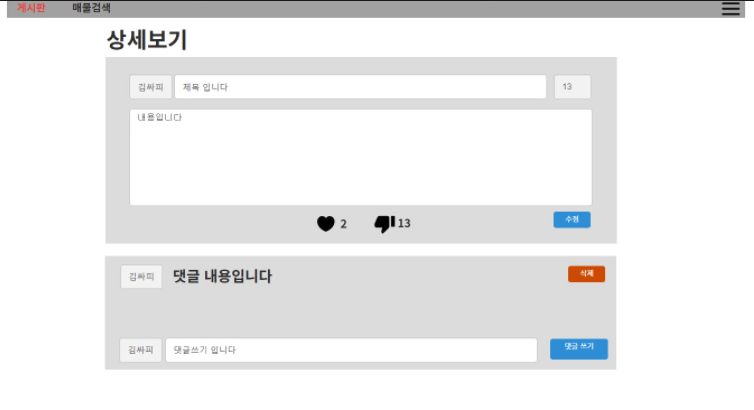 게시판 매물검색
상세보기
김싸피 제목 입니다 13
내용입니다
2 13 수정
김싸피 댓글 내용입니다 삭제
김싸피 댓글쓰기 입니다 댓글 쓰기